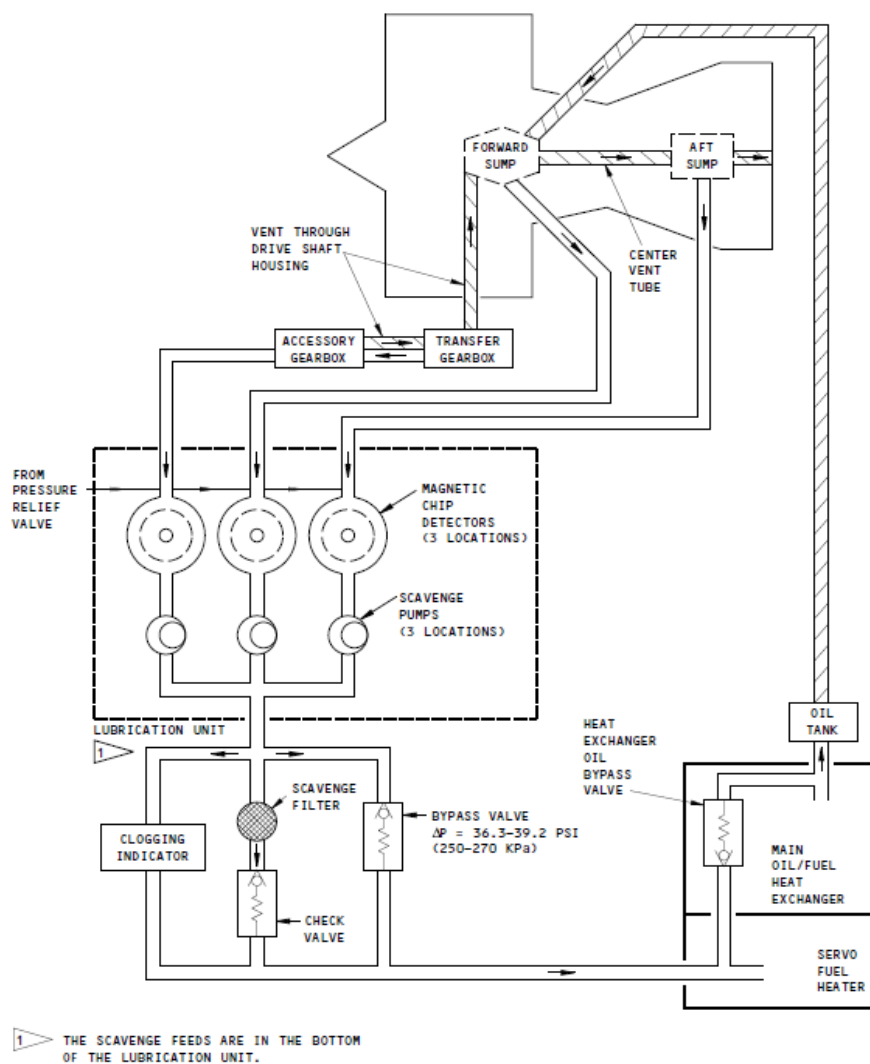 FORWARD
SUMP
AFT
SUMP
VENT THROUGH
DRIVE SHAFT
HOUSING
CENTER
VENT
TUBE
ACCESSORY
GEARBOX
TRANSFER
GEARBOX
FROM
PRESSURE
RELIEF
VALVE
MAGNETIC
CHIP
DETECTORS
(3 LOCATIONS)
SCAVENGE
PUMPS
(3 LOCATIONS)
LUBRICATION UNIT
1
HEAT
EXCHANGER
OIL
BYPASS
VALVE
OIL
TANK
SCAVENGE
FILTER
CLOGGING
INDICATOR
BYPASS VALVE
ΔP = 36.3-39.2 PSI
(250-270 KPa)
CHECK
VALVE
MAIN
OIL/FUEL
HEAT
EXCHANGER
SERVO
FUEL
HEATER
1 THE SCAVENGE FEEDS ARE IN THE BOTTOM
OF THE LUBRICATION UNIT.